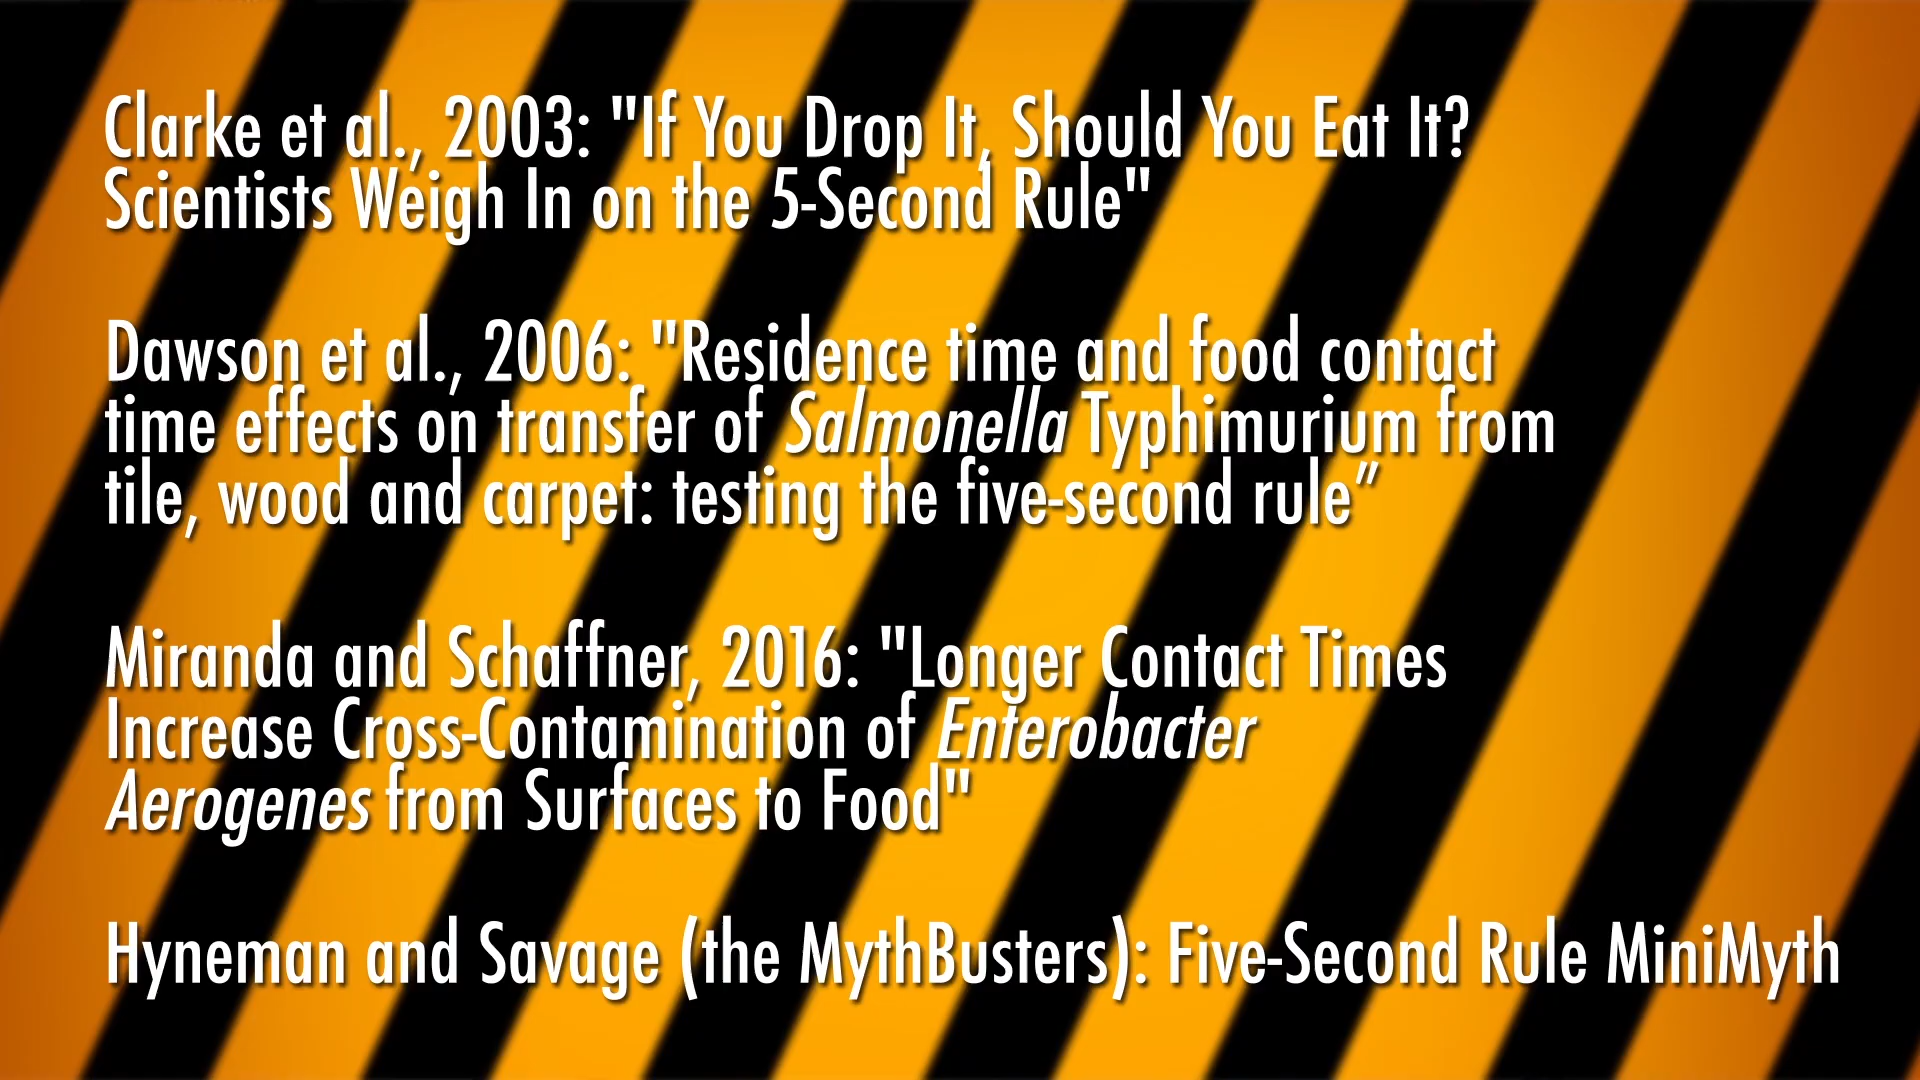 Clarke et al., 2003: "If You Drop It, Should You Eat It?
Scientists Weigh In on the 5-Second Rule"
Dawson et al., 2006: "Residence time and food contact
time effects on transfer of Salmonella Typhimurium from
tile, wood and carpet: testing the five-second rule”
Miranda and Schaffner, 2016: "Longer Contact Times
Increase Cross-Contamination of Enterobacter
Aerogenes from Surfaces to Food"
Hyneman and Savage (the MythBusters): Five-Second Rule MiniMyth